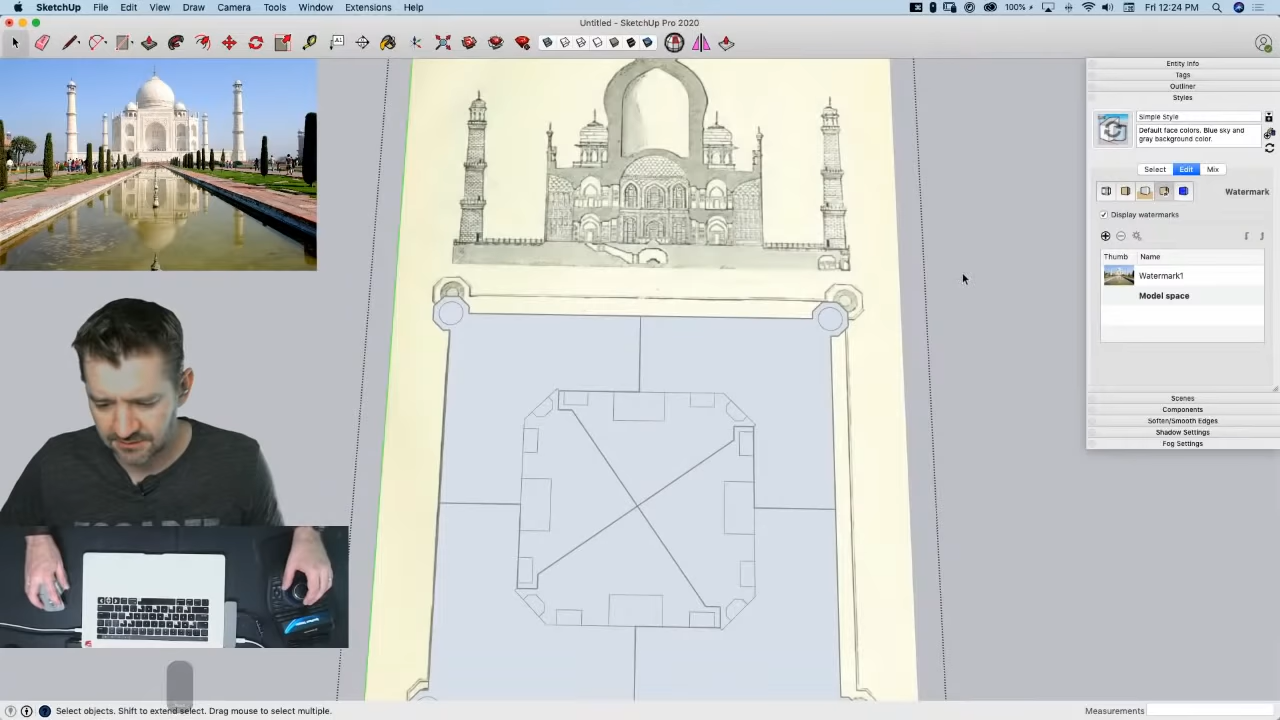 SketchUp File Edit View Draw Camera Tools Window Extensions Help
100% Fri 12:24 PM
Untitled - SketchUp Pro 2020
Entity Info
Tags
Outliner
Styles
Simple Style
Default face colors. Blue sky and
gray background color.
Select Edit Mix
Watermark
Display watermarks
Thumb Name
Watermark1
Model space
Scenes
Components
Soften/Smooth Edges
Shadow Settings
Fog Settings
Select objects. Shift to extend select. Drag mouse to select multiple.
Measurements